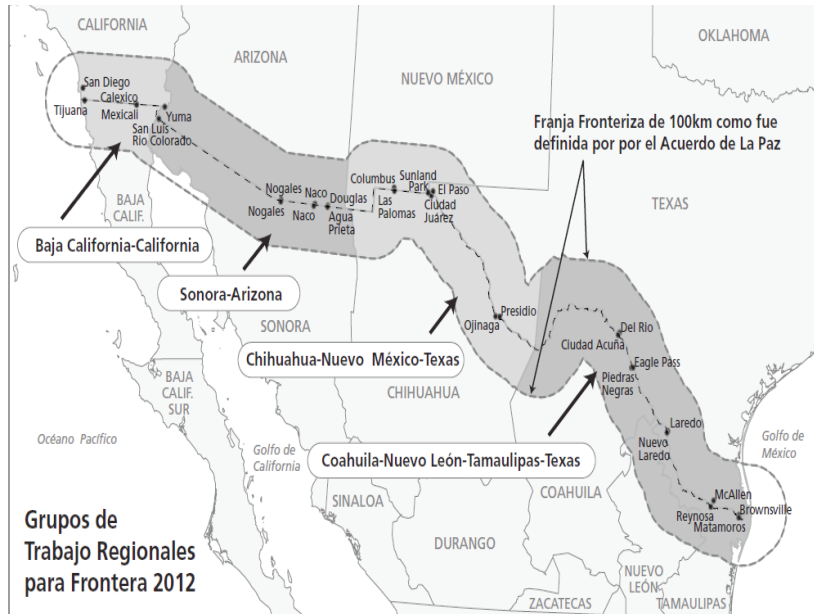 CALIFORNIA
ARIZONA
NUEVO MÉXICO
OKLAHOMA
TEXAS
San Diego
Calexico
Tijuana
Mexicali
Yuma
San Luis
Rio Colorado
BAJA
CALIF.
Nogales
Nogales
Naco
Naco
Douglas
Agua
Prieta
Columbus
Las
Palomas
Sunland
Park
El Paso
Ciudad
Juárez
Franja Fronteriza de 100km como fue
definida por por el Acuerdo de La Paz
Baja California-California
Sonora-Arizona
SONORA
Ojinaga
Presidio
Chihuahua-Nuevo México-Texas
CHIHUAHUA
Del Rio
Ciudad Acuña
Eagle Pass
Piedras
Negras
BAJA
CALIF.
SUR
Océano Pacífico
Golfo de
California
Coahuila-Nuevo León-Tamaulipas-Texas
Laredo
Nuevo
Laredo
Golfo de
México
McAllen
Reynosa
Brownsville
Matamoros
SINALOA
COAHUILA
DURANGO
NUEVO
LEÓN
ZACATECAS
TAMAULIPAS
Grupos de
Trabajo Regionales
para Frontera 2012